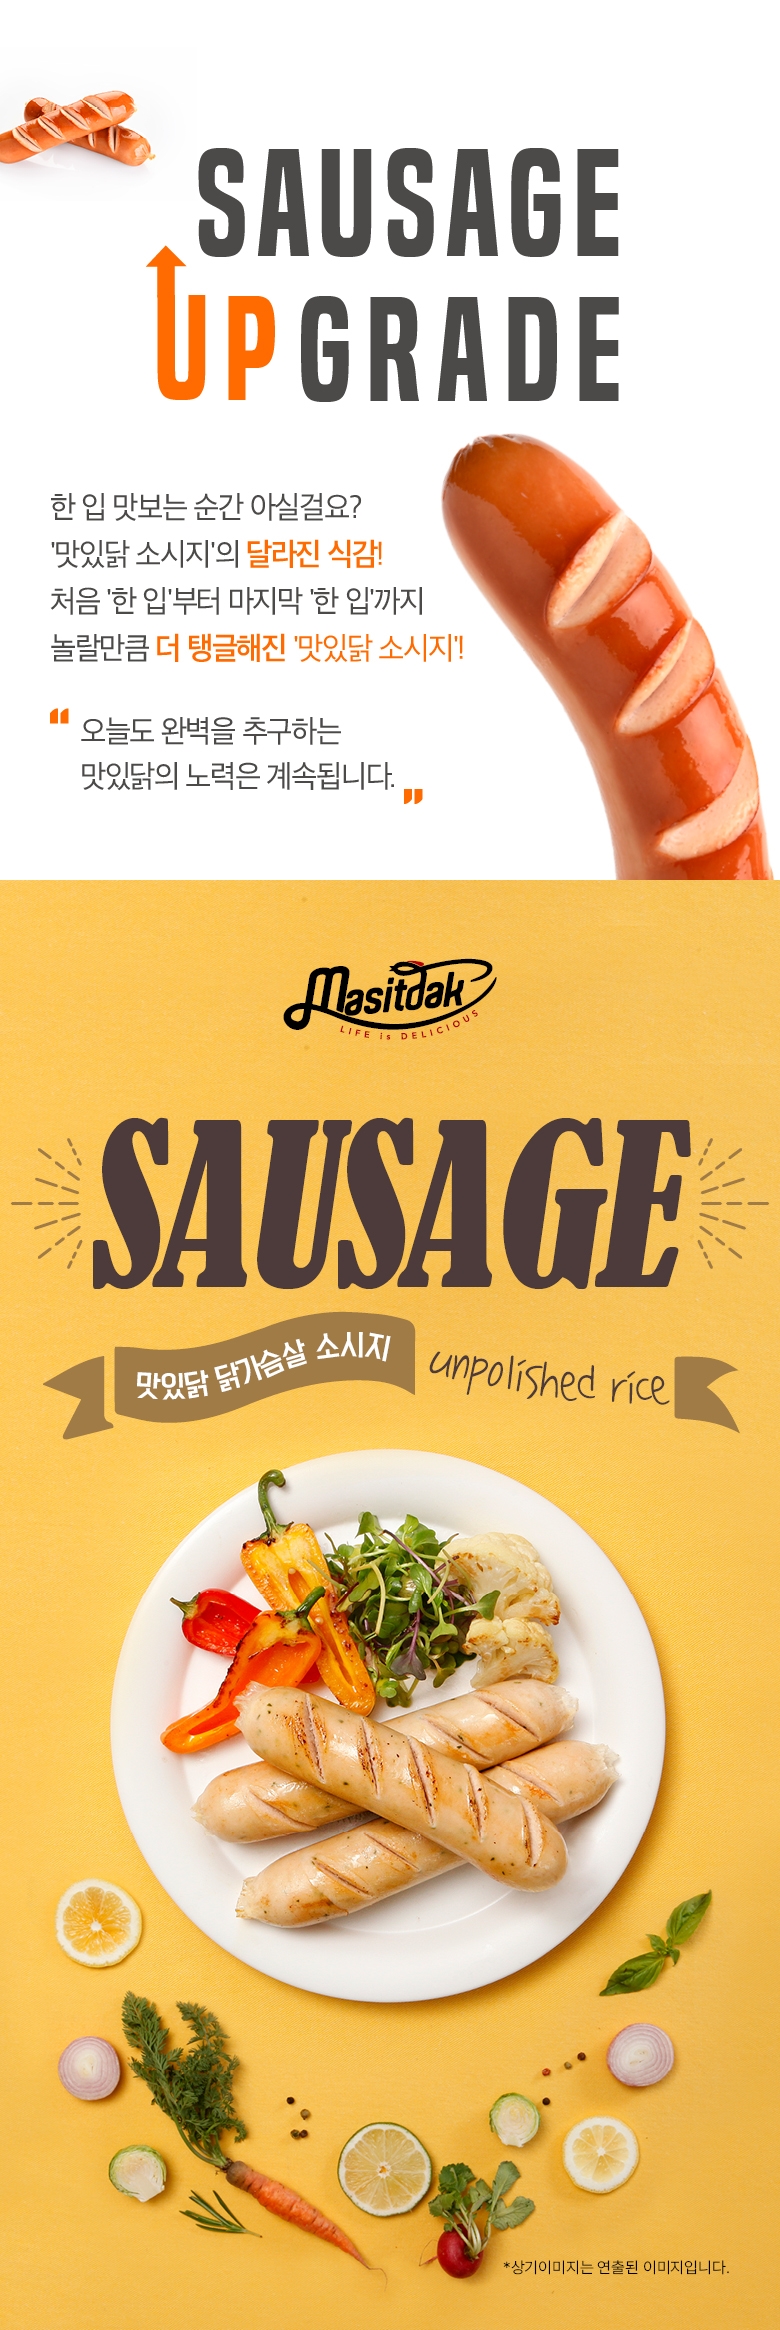 SAUSAGE
UPGRADE
한 입 맛보는 순간 아실걸요?
'맛있닭 소시지'의 달라진 식감!
처음 '한 입'부터 마지막 '한 입'까지
놀랄만큼 더 탱글해진 '맛있닭 소시지'!
"오늘도 완벽을 추구하는
맛있닭의 노력은 계속됩니다."
Masitdak
LIFE is DELICIOUS
SAUSAGE
맛있닭 닭가슴살 소시지 unpolished rice
*상기이미지는 연출된 이미지입니다.